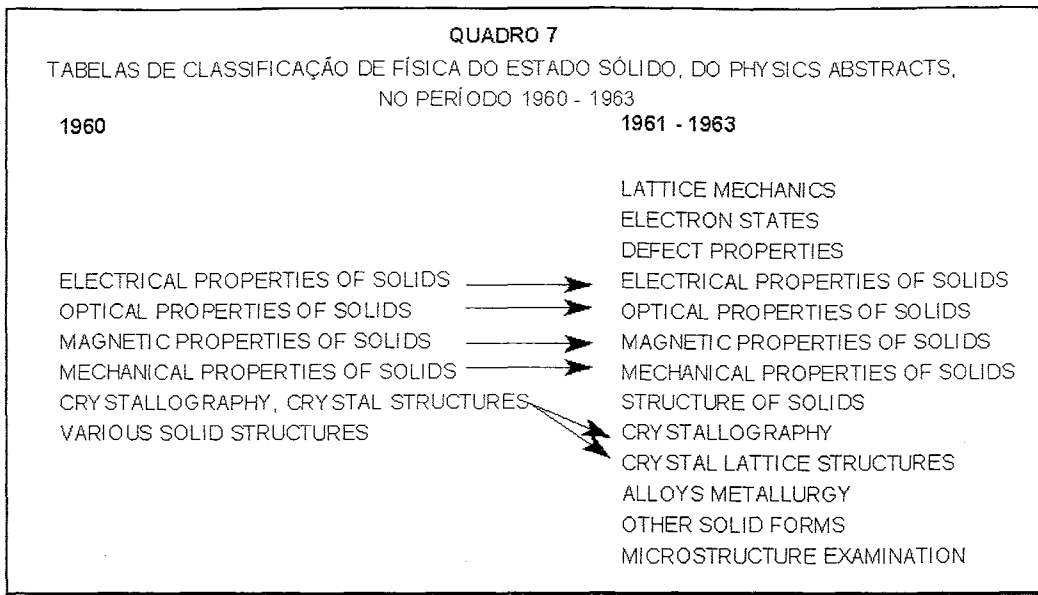 QUADRO 7
TABELAS DE CLASSIFICAÇÃO DE FÍSICA DO ESTADO SÓLIDO, DO PHYSICS ABSTRACTS,
NO PERÍODO 1960 - 1963
1960
ELECTRICAL PROPERTIES OF SOLIDS
OPTICAL PROPERTIES OF SOLIDS
MAGNETIC PROPERTIES OF SOLIDS
MECHANICAL PROPERTIES OF SOLIDS
CRYSTALLOGRAPHY, CRYSTAL STRUCTURES
VARIOUS SOLID STRUCTURES
1961 - 1963
LATTICE MECHANICS
ELECTRON STATES
DEFECT PROPERTIES
ELECTRICAL PROPERTIES OF SOLIDS
OPTICAL PROPERTIES OF SOLIDS
MAGNETIC PROPERTIES OF SOLIDS
MECHANICAL PROPERTIES OF SOLIDS
STRUCTURE OF SOLIDS
CRYSTALLOGRAPHY
CRYSTAL LATTICE STRUCTURES
ALLOYS METALLURGY
OTHER SOLID FORMS
MICROSTRUCTURE EXAMINATION